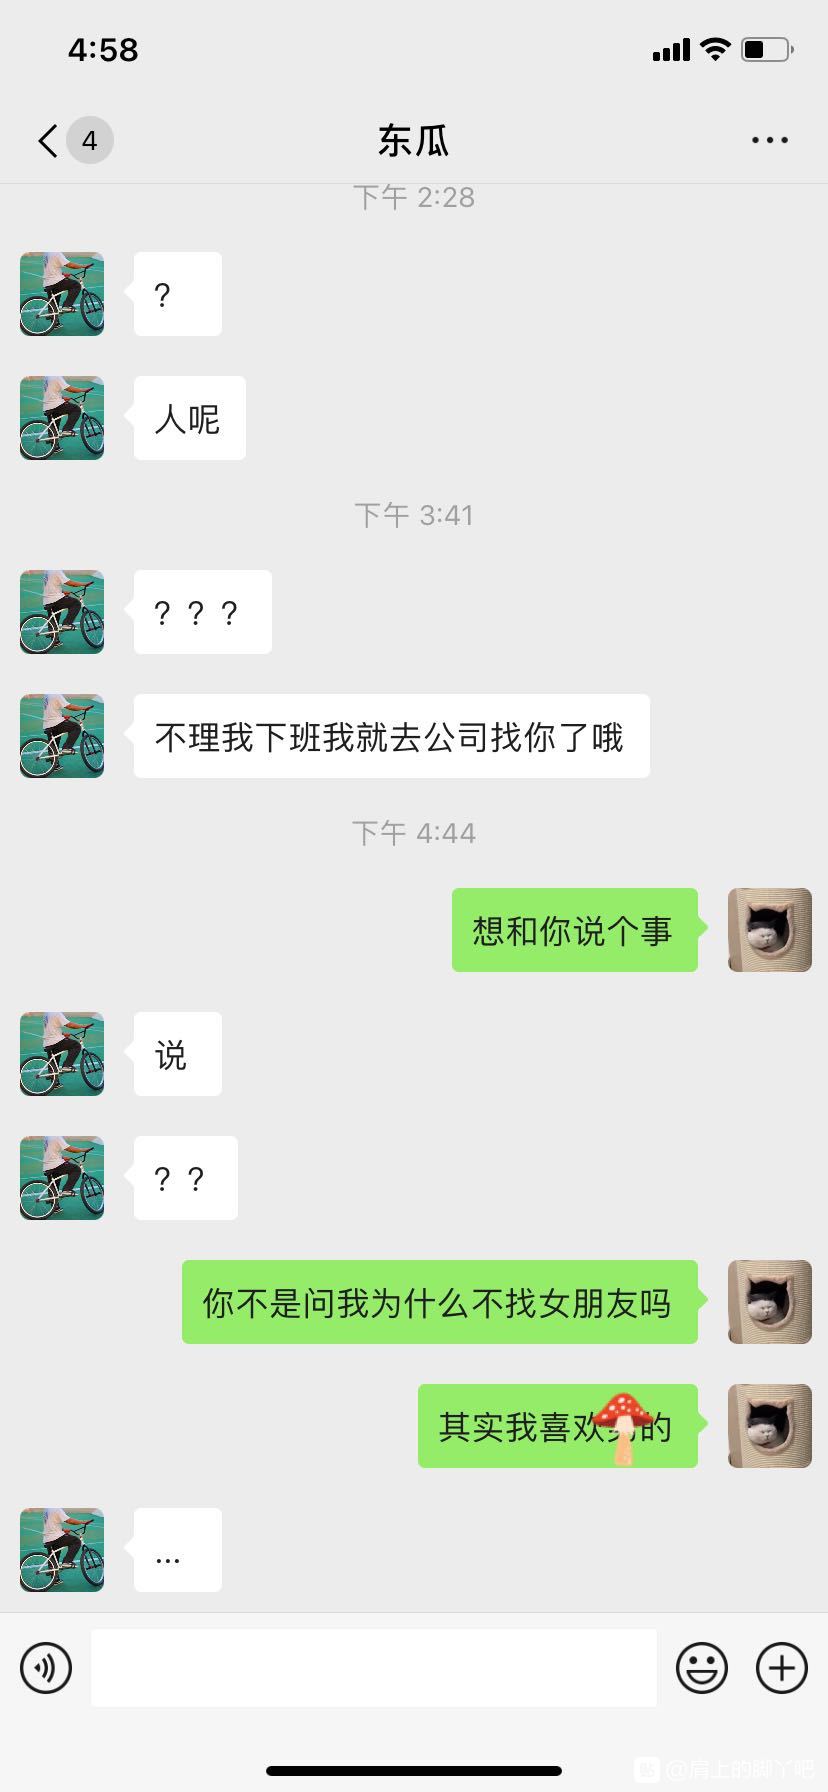 4:58
4
东瓜
下午 2:28
?
人呢
下午 3:41
? ? ?
不理我下班我就去公司找你了哦
下午 4:44
想和你说个事
说
? ?
你不是问我为什么不找女朋友吗
其实我喜欢的
...
@肩上的脚丫吧